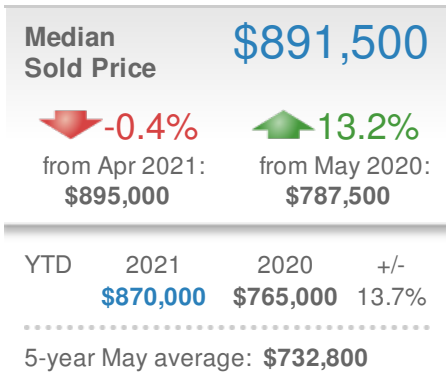 Median
Sold Price
$891,500
-0.4%
from Apr 2021:
$895,000
13.2%
from May 2020:
$787,500
YTD 2021 2020 +/-
$870,000 $765,000 13.7%
5-year May average: $732,800